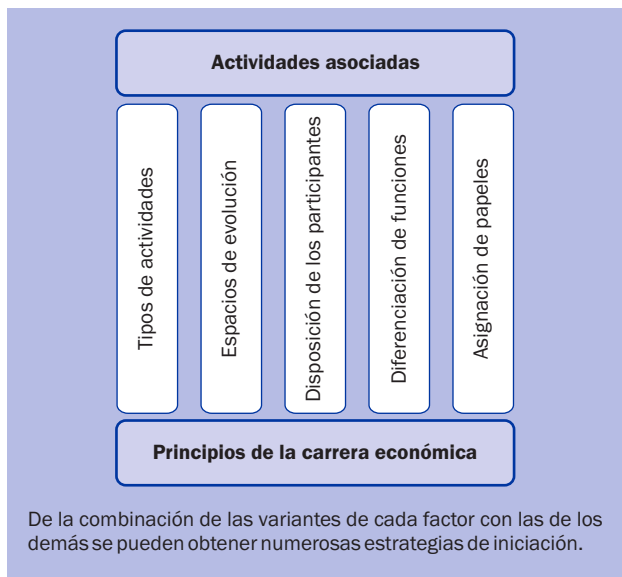 Actividades asociadas
Tipos de actividades
Espacios de evolución
Disposición de los participantes
Diferenciación de funciones
Asignación de papeles
Principios de la carrera económica
De la combinación de las variantes de cada factor con las de los
demás se pueden obtener numerosas estrategias de iniciación.